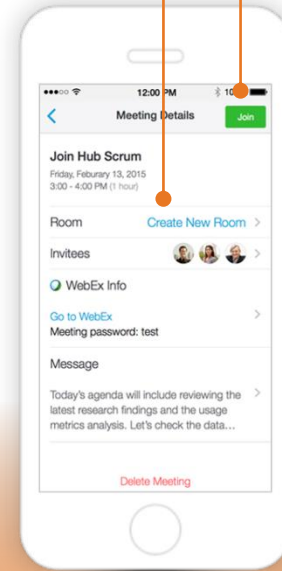 12:00 PM
Meeting Details
Join
Join Hub Scrum
Friday, Feburary 13, 2015
3:00 - 4:00 PM (1 hour)
Room Create New Room
Invitees
WebEx Info
Go to WebEx
Meeting password: test
Message
Today's agenda will include reviewing the
latest research findings and the usage
metrics analysis. Let's check the data...
Delete Meeting